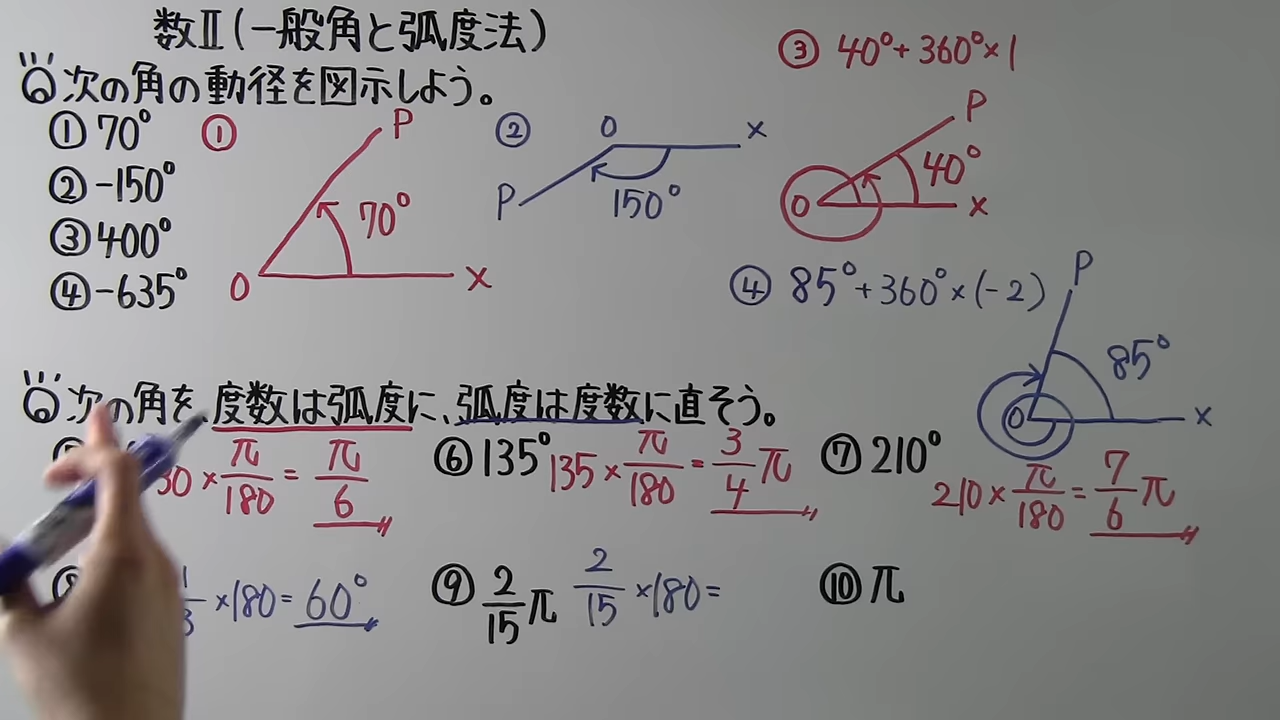 数Ⅱ(一般角と弧度法)
次の角の動径を図示しよう。
① 70°
② -150°
③ 400°
④ -635°
①
P
70°
O
X
②
O
x
P
150°
③ 40°+360°×1
P
40°
O
x
④ 85°+360°×(-2)
P
85°
O
x
次の角を、度数は弧度に、弧度は度数に直そう。
30×π/180=π/6
⑥ 135° 135×π/180=3/4π
⑦ 210° 210×π/180=7/6π
1/3×180=60°
⑨ 2/15π 2/15×180=
⑩ π